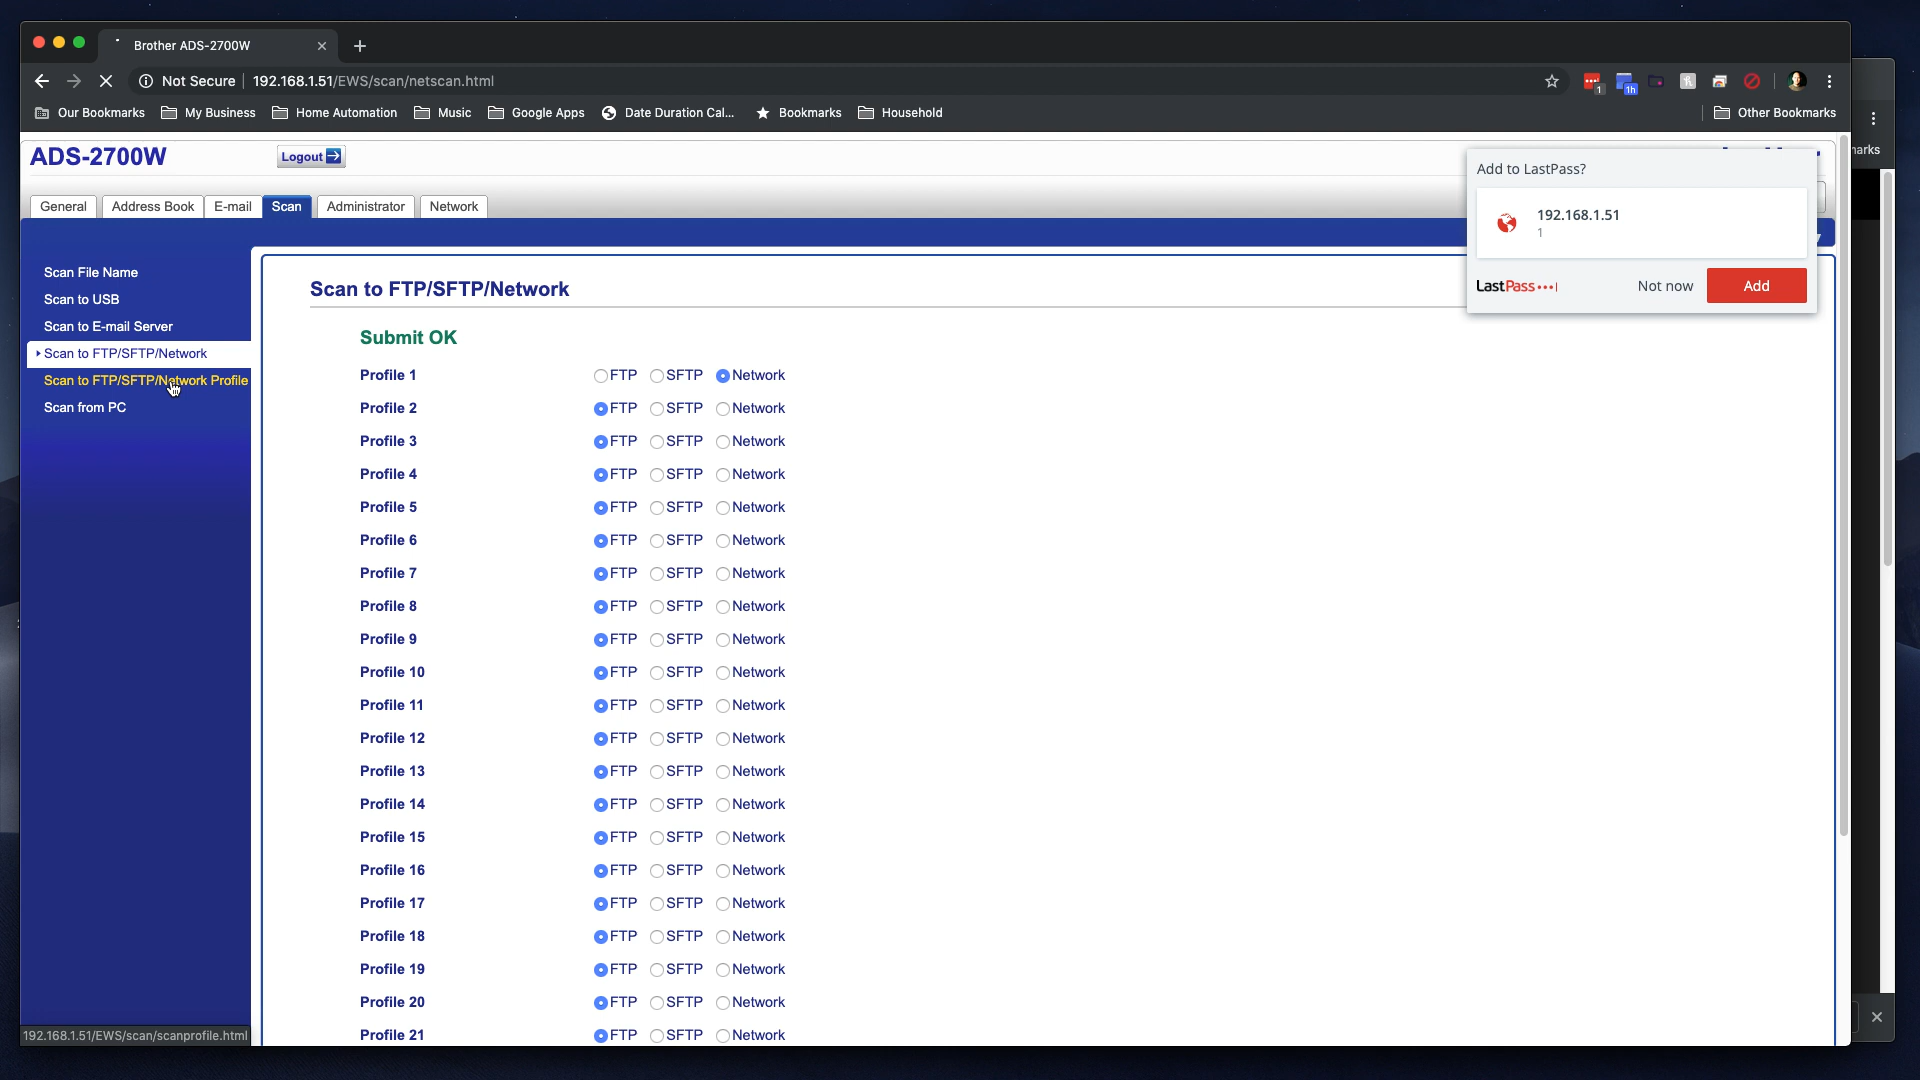 Brother ADS-2700W
Not Secure 192.168.1.51/EWS/scan/netscan.html
1
1h
Our Bookmarks My Business Home Automation Music Google Apps Date Duration Cal... Bookmarks Household Other Bookmarks
arks
ADS-2700W Logout
General Address Book E-mail Scan Administrator Network
Add to LastPass?
192.168.1.51
1
LastPass Not now Add
Scan File Name
Scan to USB
Scan to E-mail Server
Scan to FTP/SFTP/Network
Scan to FTP/SFTP/Network Profile
Scan from PC
Scan to FTP/SFTP/Network
Submit OK
Profile 1 FTP SFTP Network
Profile 2 FTP SFTP Network
Profile 3 FTP SFTP Network
Profile 4 FTP SFTP Network
Profile 5 FTP SFTP Network
Profile 6 FTP SFTP Network
Profile 7 FTP SFTP Network
Profile 8 FTP SFTP Network
Profile 9 FTP SFTP Network
Profile 10 FTP SFTP Network
Profile 11 FTP SFTP Network
Profile 12 FTP SFTP Network
Profile 13 FTP SFTP Network
Profile 14 FTP SFTP Network
Profile 15 FTP SFTP Network
Profile 16 FTP SFTP Network
Profile 17 FTP SFTP Network
Profile 18 FTP SFTP Network
Profile 19 FTP SFTP Network
Profile 20 FTP SFTP Network
Profile 21 FTP SFTP Network
192.168.1.51/EWS/scan/scanprofile.html